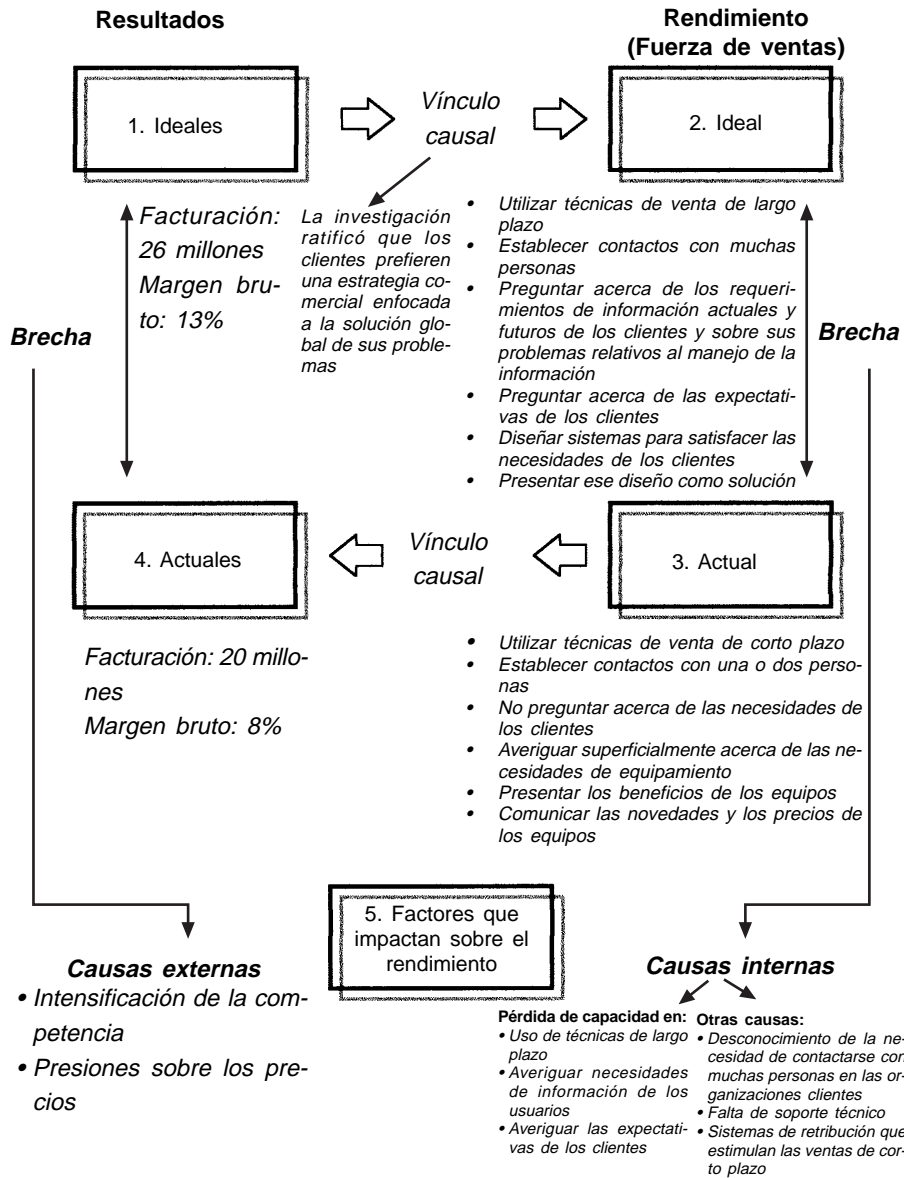 Resultados
Rendimiento
(Fuerza de ventas)
1. Ideales
Vínculo
causal
2. Ideal
Facturación:
26 millones
Margen bru-
to: 13%
La investigación
ratificó que los
clientes prefieren
una estrategia co-
mercial enfocada
a la solución glo-
bal de sus proble-
mas
• Utilizar técnicas de venta de largo
plazo
• Establecer contactos con muchas
personas
• Preguntar acerca de los requeri-
mientos de información actuales y
futuros de los clientes y sobre sus
problemas relativos al manejo de la
información
• Preguntar acerca de las expectati-
vas de los clientes
• Diseñar sistemas para satisfacer las
necesidades de los clientes
• Presentar ese diseño como solución
Brecha
Brecha
4. Actuales
Vínculo
causal
3. Actual
Facturación: 20 millo-
nes
Margen bruto: 8%
• Utilizar técnicas de venta de corto plazo
• Establecer contactos con una o dos perso-
nas
• No preguntar acerca de las necesidades de
los clientes
• Averiguar superficialmente acerca de las ne-
cesidades de equipamiento
• Presentar los beneficios de los equipos
• Comunicar las novedades y los precios de
los equipos
5. Factores que
impactan sobre el
rendimiento
Causas externas
• Intensificación de la com-
petencia
• Presiones sobre los pre-
cios
Causas internas
Pérdida de capacidad en:
• Uso de técnicas de largo
plazo
• Averiguar necesidades
de información de los
usuarios
• Averiguar las expectati-
vas de los clientes
Otras causas:
• Desconocimiento de la ne-
cesidad de contactarse con
muchas personas en las or-
ganizaciones clientes
• Falta de soporte técnico
• Sistemas de retribución que
estimulan las ventas de cor-
to plazo